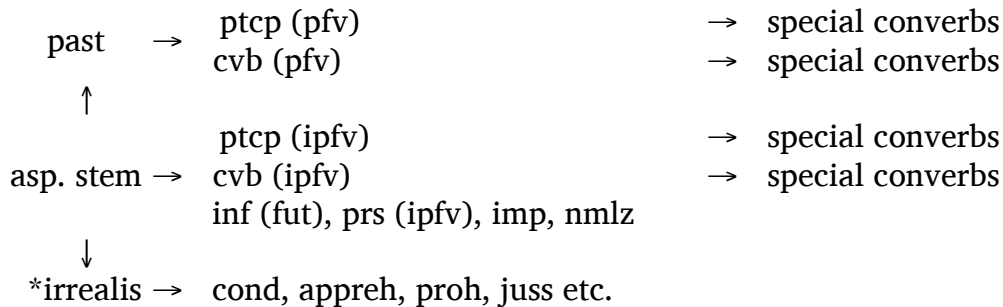 ptcp (pfv) → special converbs
past → cvb (pfv) → special converbs
↑
ptcp (ipfv) → special converbs
asp. stem → cvb (ipfv) → special converbs
inf (fut), prs (ipfv), imp, nmlz
↓
*irrealis → cond, appreh, proh, juss etc.